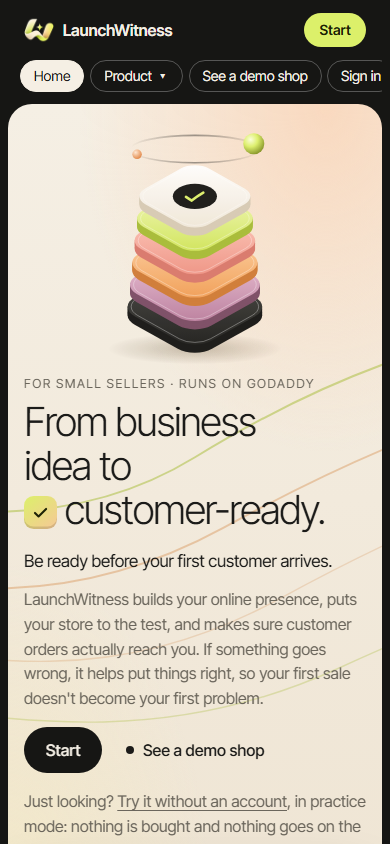 LaunchWitness
Start
Home
Product
See a demo shop
Sign in
FOR SMALL SELLERS · RUNS ON GODADDY
From business
idea to
customer-ready.
Be ready before your first customer arrives.
LaunchWitness builds your online presence, puts
your store to the test, and makes sure customer
orders actually reach you. If something goes
wrong, it helps put things right, so your first sale
doesn't become your first problem.
Start
See a demo shop
Just looking? Try it without an account, in practice
mode: nothing is bought and nothing goes on the